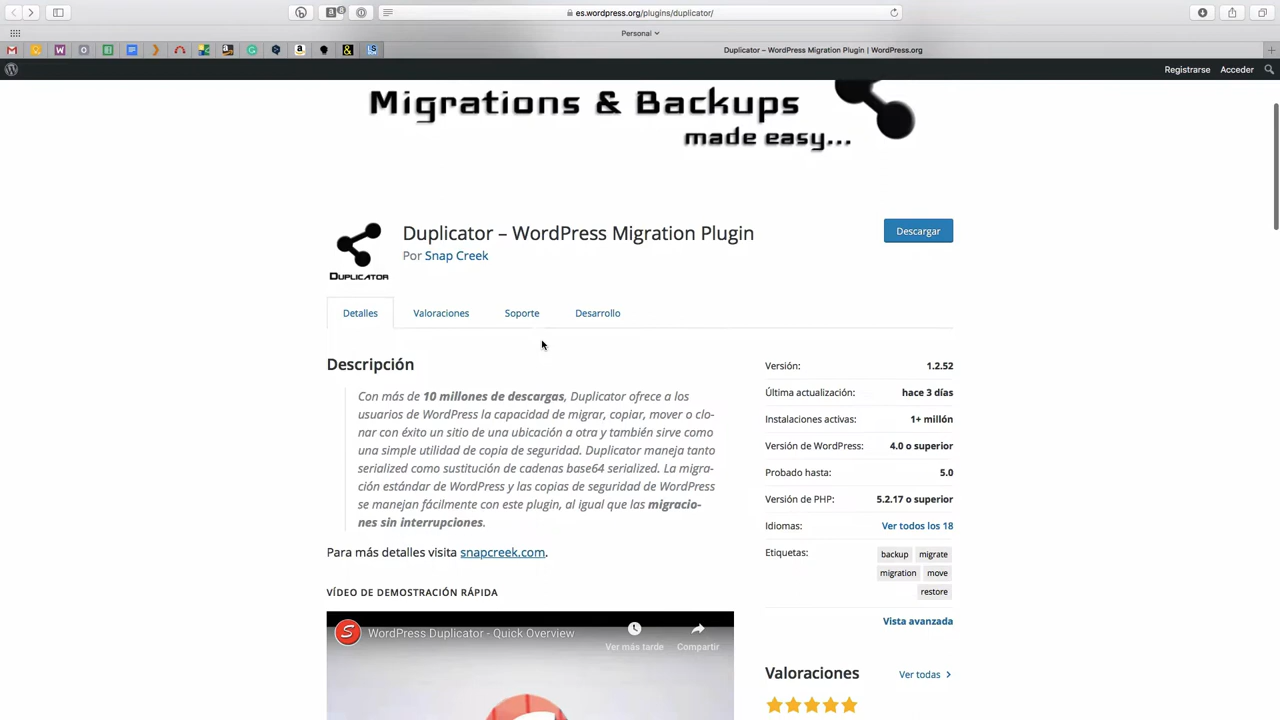 es.wordpress.org/plugins/duplicator/
Personal
Duplicator – WordPress Migration Plugin | WordPress.org
Registrarse Acceder
Migrations & Backups
made easy...
DUPLICATOR
Duplicator – WordPress Migration Plugin
Por Snap Creek
Descargar
Detalles Valoraciones Soporte Desarrollo
Descripción
Con más de 10 millones de descargas, Duplicator ofrece a los
usuarios de WordPress la capacidad de migrar, copiar, mover o clo-
nar con éxito un sitio de una ubicación a otra y también sirve como
una simple utilidad de copia de seguridad. Duplicator maneja tanto
serialized como sustitución de cadenas base64 serialized. La migra-
ción estándar de WordPress y las copias de seguridad de WordPress
se manejan fácilmente con este plugin, al igual que las migracio-
nes sin interrupciones.
Para más detalles visita snapcreek.com.
VÍDEO DE DEMOSTRACIÓN RÁPIDA
S WordPress Duplicator - Quick Overview
Ver más tarde Compartir
Versión: 1.2.52
Última actualización: hace 3 días
Instalaciones activas: 1+ millón
Versión de WordPress: 4.0 o superior
Probado hasta: 5.0
Versión de PHP: 5.2.17 o superior
Idiomas: Ver todos los 18
Etiquetas: backup migrate
migration move
restore
Vista avanzada
Valoraciones Ver todas